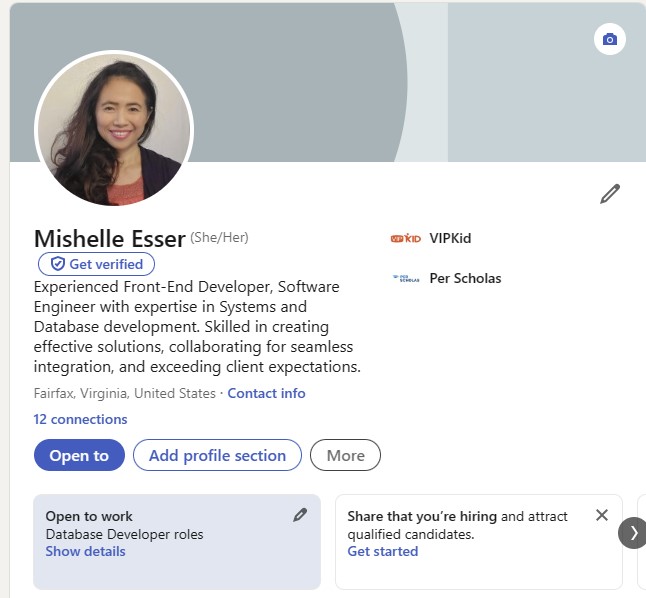 Mishelle Esser (She/Her)
Get verified
Experienced Front-End Developer, Software
Engineer with expertise in Systems and
Database development. Skilled in creating
effective solutions, collaborating for seamless
integration, and exceeding client expectations.
Fairfax, Virginia, United States · Contact info
12 connections
VIPKID VIPKid
PER SCHOLAS Per Scholas
Open to
Add profile section
More
Open to work
Database Developer roles
Show details
Share that you’re hiring and attract
qualified candidates.
Get started